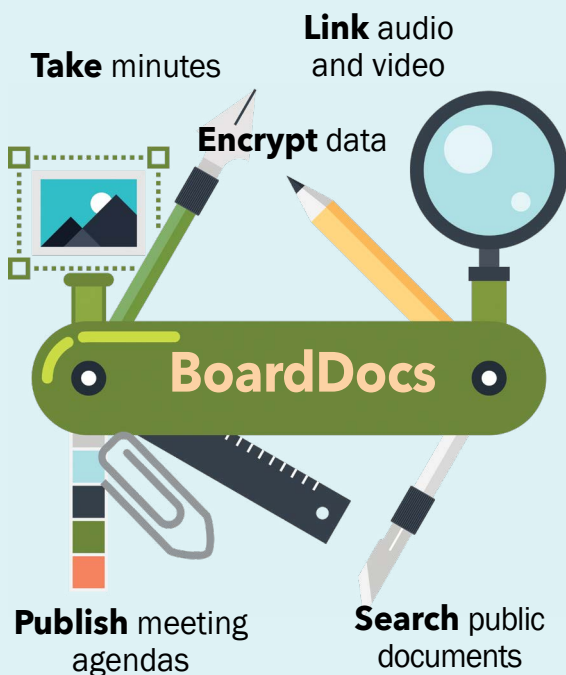 Take minutes
Link audio
and video
Encrypt data
BoardDocs
Publish meeting
agendas
Search public
documents